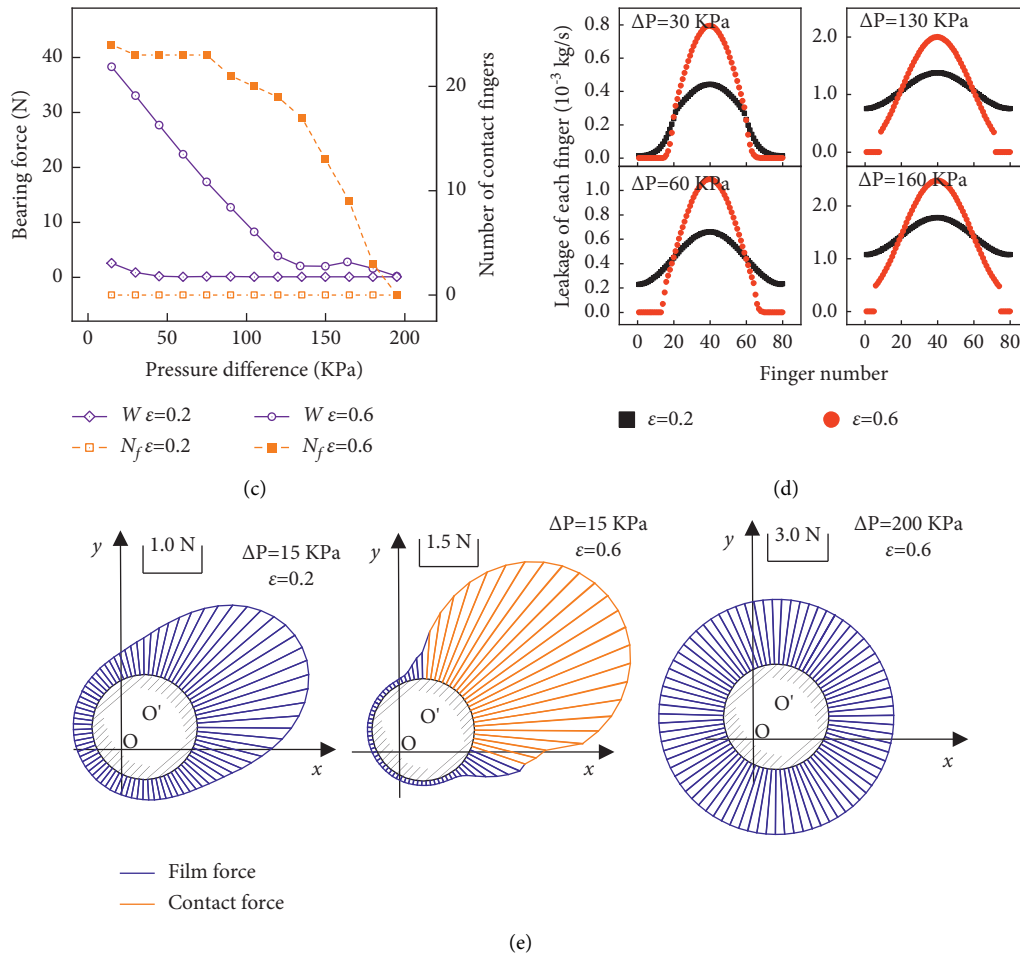 Bearing force (N)
40
30
20
10
0
20
10
0
Number of contact fingers
0 50 100 150 200
Pressure difference (KPa)
W ε=0.2 W ε=0.6
N_f ε=0.2 N_f ε=0.6
(c)
Leakage of each finger (10⁻³ kg/s)
ΔP=30 KPa
0.8
0.6
0.4
0.2
0.0
ΔP=130 KPa
2.0
1.0
0.0
ΔP=60 KPa
1.0
0.8
0.6
0.4
0.2
0.0
ΔP=160 KPa
2.0
1.0
0.0
0 20 40 60 80
0 20 40 60 80
Finger number
ε=0.2 ε=0.6
(d)
y
1.0 N
ΔP=15 KPa
ε=0.2
O'
O
x
y
1.5 N
ΔP=15 KPa
ε=0.6
O'
O
x
y
3.0 N
ΔP=200 KPa
ε=0.6
O'
O
x
Film force
Contact force
(e)